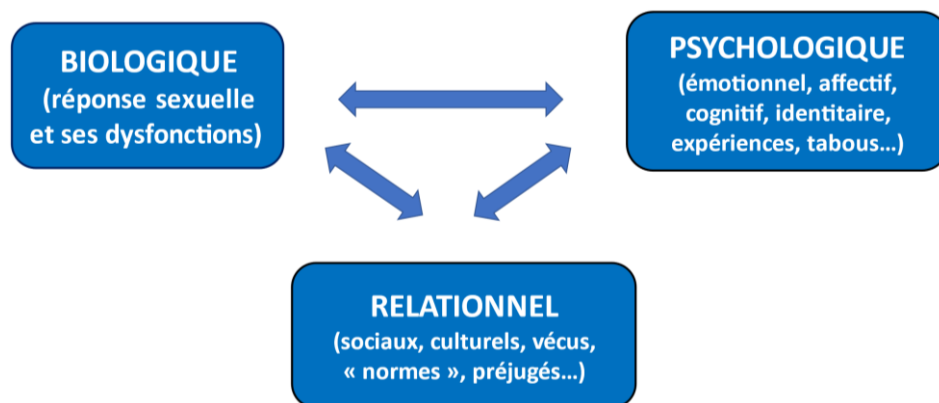 BIOLOGIQUE
(réponse sexuelle
et ses dysfonctions)
PSYCHOLOGIQUE
(émotionnel, affectif,
cognitif, identitaire,
expériences, tabous...)
RELATIONNEL
(sociaux, culturels, vécus,
« normes », préjugés...)